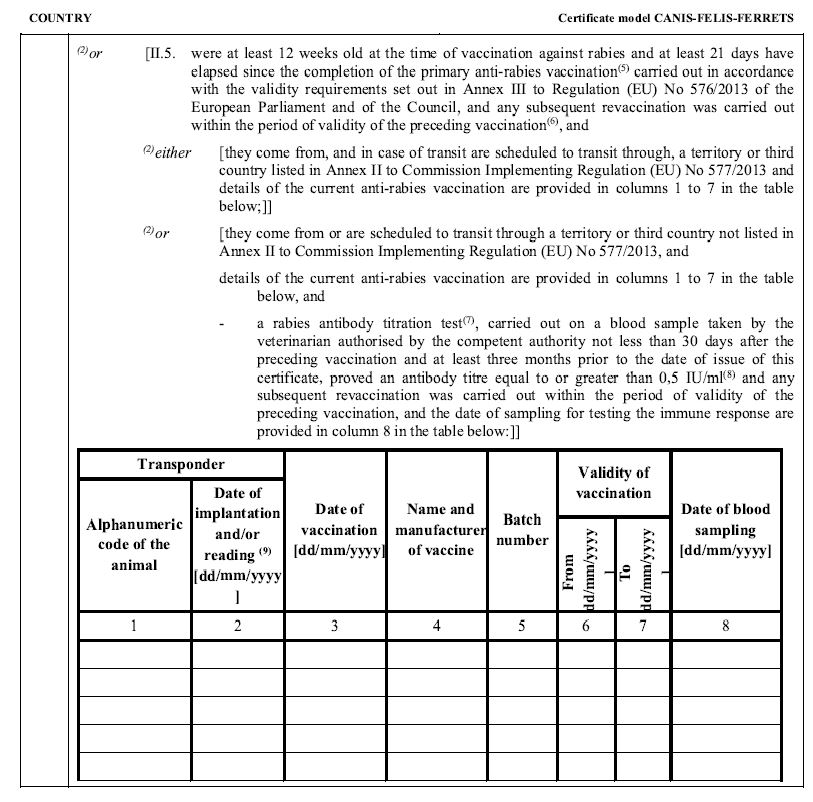 COUNTRY Certificate model CANIS-FELIS-FERRETS
(2)or [II.5. were at least 12 weeks old at the time of vaccination against rabies and at least 21 days have
elapsed since the completion of the primary anti-rabies vaccination(5) carried out in accordance
with the validity requirements set out in Annex III to Regulation (EU) No 576/2013 of the
European Parliament and of the Council, and any subsequent revaccination was carried out
within the period of validity of the preceding vaccination(6), and
(2)either [they come from, and in case of transit are scheduled to transit through, a territory or third
country listed in Annex II to Commission Implementing Regulation (EU) No 577/2013 and
details of the current anti-rabies vaccination are provided in columns 1 to 7 in the table
below;]]
(2)or [they come from or are scheduled to transit through a territory or third country not listed in
Annex II to Commission Implementing Regulation (EU) No 577/2013, and
details of the current anti-rabies vaccination are provided in columns 1 to 7 in the table
below, and
- a rabies antibody titration test(7), carried out on a blood sample taken by the
veterinarian authorised by the competent authority not less than 30 days after the
preceding vaccination and at least three months prior to the date of issue of this
certificate, proved an antibody titre equal to or greater than 0,5 IU/ml(8) and any
subsequent revaccination was carried out within the period of validity of the
preceding vaccination, and the date of sampling for testing the immune response are
provided in column 8 in the table below:]]
Transponder
Alphanumeric
code of the
animal
Date of
implantation
and/or
reading (9)
[dd/mm/yyyy
]
Date of
vaccination
[dd/mm/yyyy]
Name and
manufacturer
of vaccine
Batch
number
Validity of
vaccination
From
dd/mm/yyyy
]
To
dd/mm/yyyy
]
Date of blood
sampling
[dd/mm/yyyy]
1 2 3 4 5 6 7 8